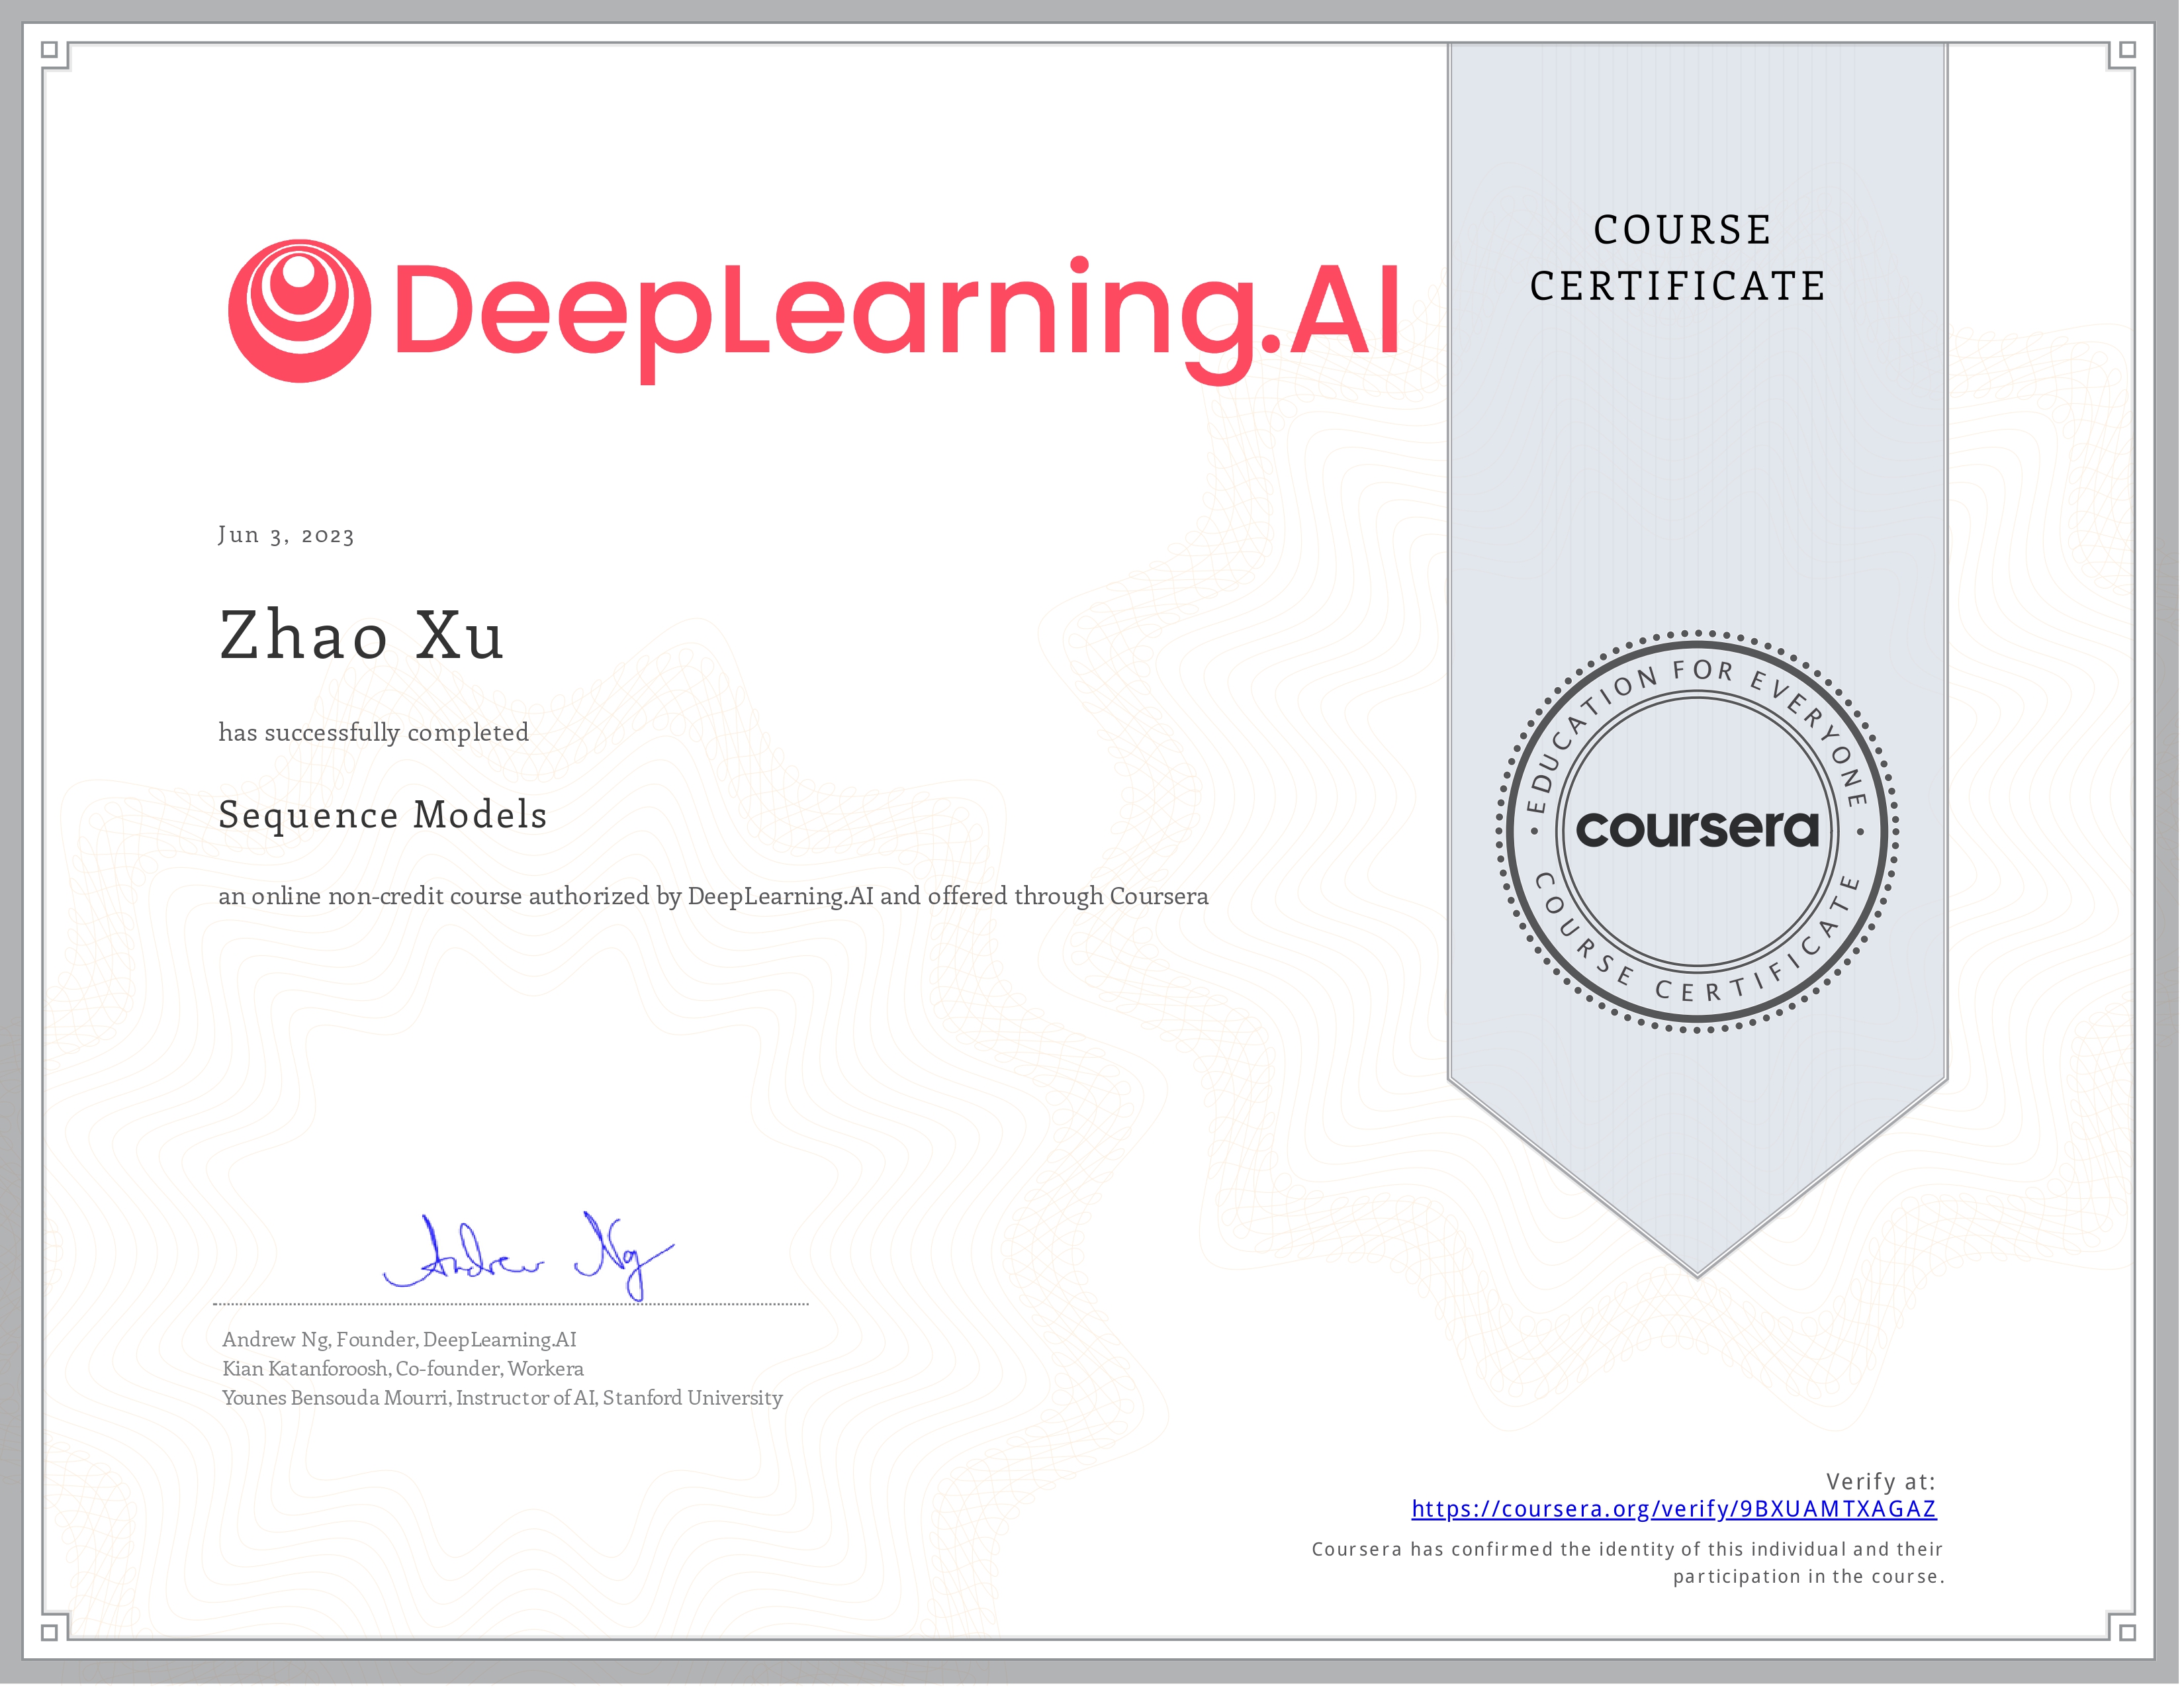 DeepLearning.AI
COURSE
CERTIFICATE
Jun 3, 2023
Zhao Xu
has successfully completed
Sequence Models
an online non-credit course authorized by DeepLearning.AI and offered through Coursera
EDUCATION FOR EVERYONE
coursera
COURSE CERTIFICATE
Andrew Ng
Andrew Ng, Founder, DeepLearning.AI
Kian Katanforoosh, Co-founder, Workera
Younes Bensouda Mourri, Instructor of AI, Stanford University
Verify at:
https://coursera.org/verify/9BXUAMTXAGAZ
Coursera has confirmed the identity of this individual and their
participation in the course.